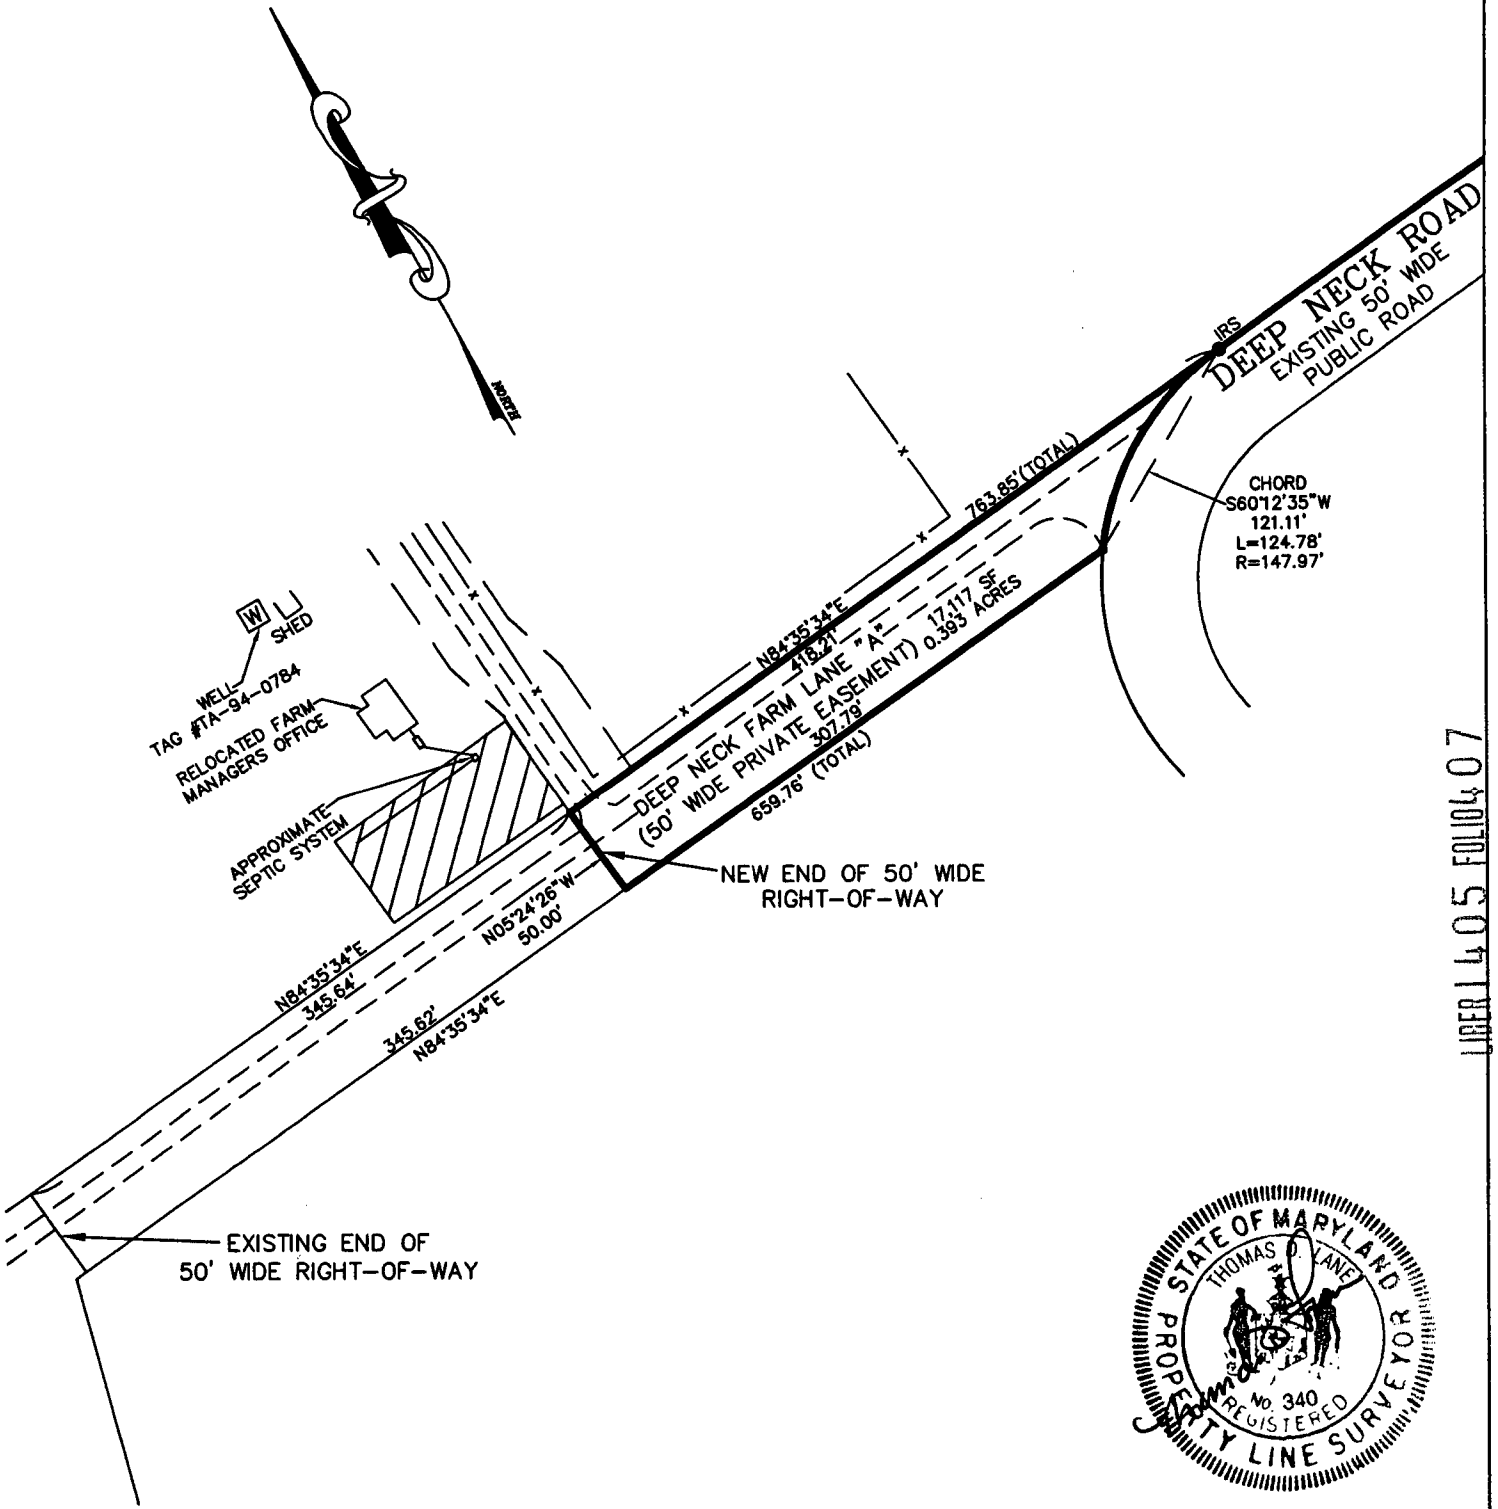 NORTH
DEEP NECK ROAD
EXISTING 50' WIDE
PUBLIC ROAD
IRS
763.85'(TOTAL)
CHORD
S60°12'35"W
121.11'
L=124.78'
R=147.97'
N84°35'34"E
418.21'
DEEP NECK FARM LANE "A"
(50' WIDE PRIVATE EASEMENT)
17,117 SF
0.393 ACRES
307.79'
659.76' (TOTAL)
W
SHED
WELL
TAG #TA-94-0784
RELOCATED FARM
MANAGERS OFFICE
APPROXIMATE
SEPTIC SYSTEM
NEW END OF 50' WIDE
RIGHT-OF-WAY
N05°24'26"W
50.00'
N84°35'34"E
345.64'
345.62'
N84°35'34"E
EXISTING END OF
50' WIDE RIGHT-OF-WAY
LIBER 1405 FOLIO 407
STATE OF MARYLAND
THOMAS D. LANE
No. 340
REGISTERED
PROPERTY LINE SURVEYOR